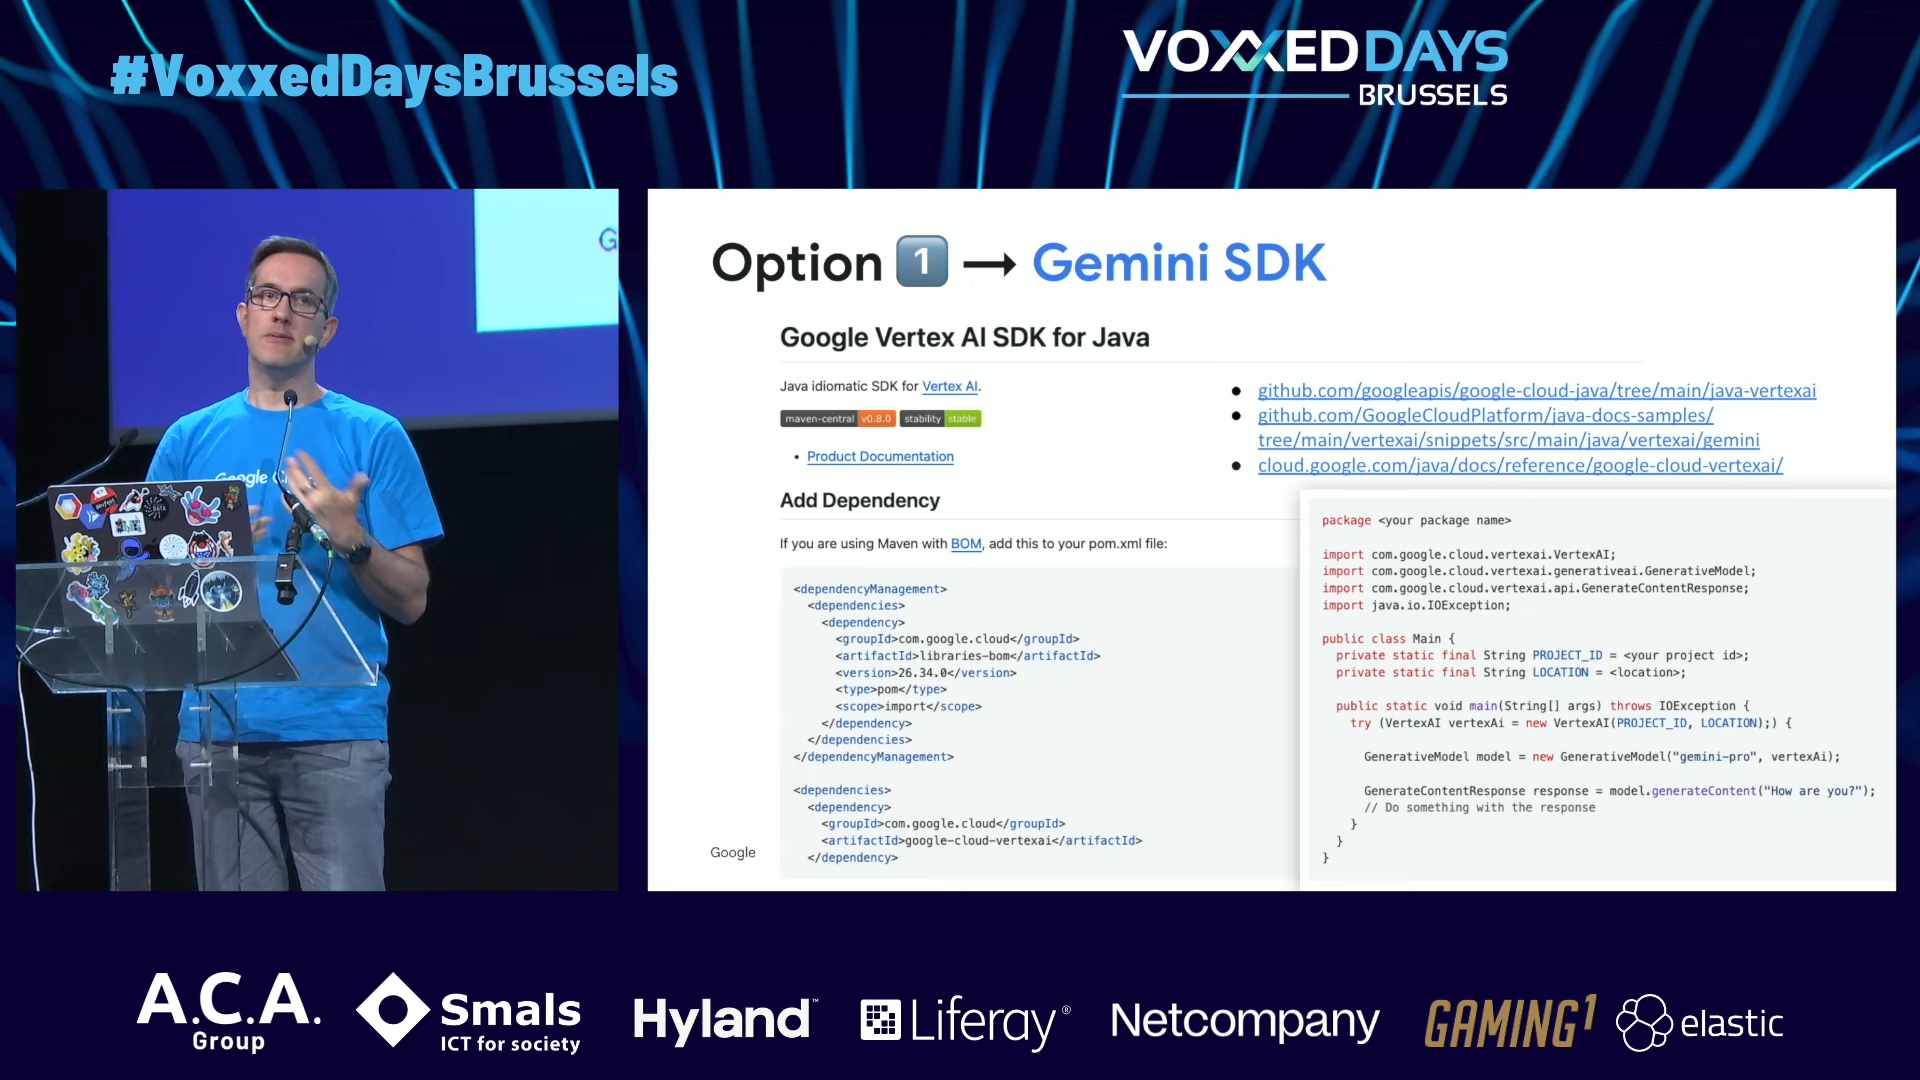 #VoxxedDaysBrussels
VOXXEDDAYS
BRUSSELS
Option 1 → Gemini SDK
Google Vertex AI SDK for Java
Java idiomatic SDK for Vertex AI.
maven-central v0.8.0 stability stable
• Product Documentation
● github.com/googleapis/google-cloud-java/tree/main/java-vertexai
● github.com/GoogleCloudPlatform/java-docs-samples/
tree/main/vertexai/snippets/src/main/java/vertexai/gemini
● cloud.google.com/java/docs/reference/google-cloud-vertexai/
Add Dependency
If you are using Maven with BOM, add this to your pom.xml file:
<dependencyManagement>
<dependencies>
<dependency>
<groupId>com.google.cloud</groupId>
<artifactId>libraries-bom</artifactId>
<version>26.34.0</version>
<type>pom</type>
<scope>import</scope>
</dependency>
</dependencies>
</dependencyManagement>
<dependencies>
<dependency>
<groupId>com.google.cloud</groupId>
<artifactId>google-cloud-vertexai</artifactId>
</dependency>
package <your package name>
import com.google.cloud.vertexai.VertexAI;
import com.google.cloud.vertexai.generativeai.GenerativeModel;
import com.google.cloud.vertexai.api.GenerateContentResponse;
import java.io.IOException;
public class Main {
private static final String PROJECT_ID = <your project id>;
private static final String LOCATION = <location>;
public static void main(String[] args) throws IOException {
try (VertexAI vertexAi = new VertexAI(PROJECT_ID, LOCATION);) {
GenerativeModel model = new GenerativeModel("gemini-pro", vertexAi);
GenerateContentResponse response = model.generateContent("How are you?");
// Do something with the response
}
}
}
Google
Google
A.C.A.
Group
Smals
ICT for society
Hyland™
Liferay®
Netcompany
GAMING1
elastic